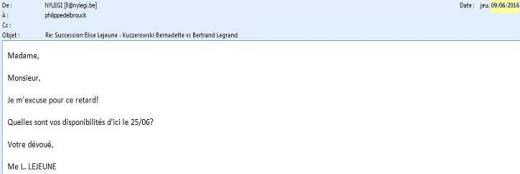 De : NYLEGI [l@nylegi.be] Date : jeu. 09/06/2016
À : philippedebrouck
Cc :
Objet : Re: Succession Elise Lejeune - Kuczerowski Bernadette vs Bertrand Legrand
Madame,
Monsieur,
Je m'excuse pour ce retard!
Quelles sont vos disponibilités d'ici le 25/06?
Votre dévoué,
Me L. LEJEUNE